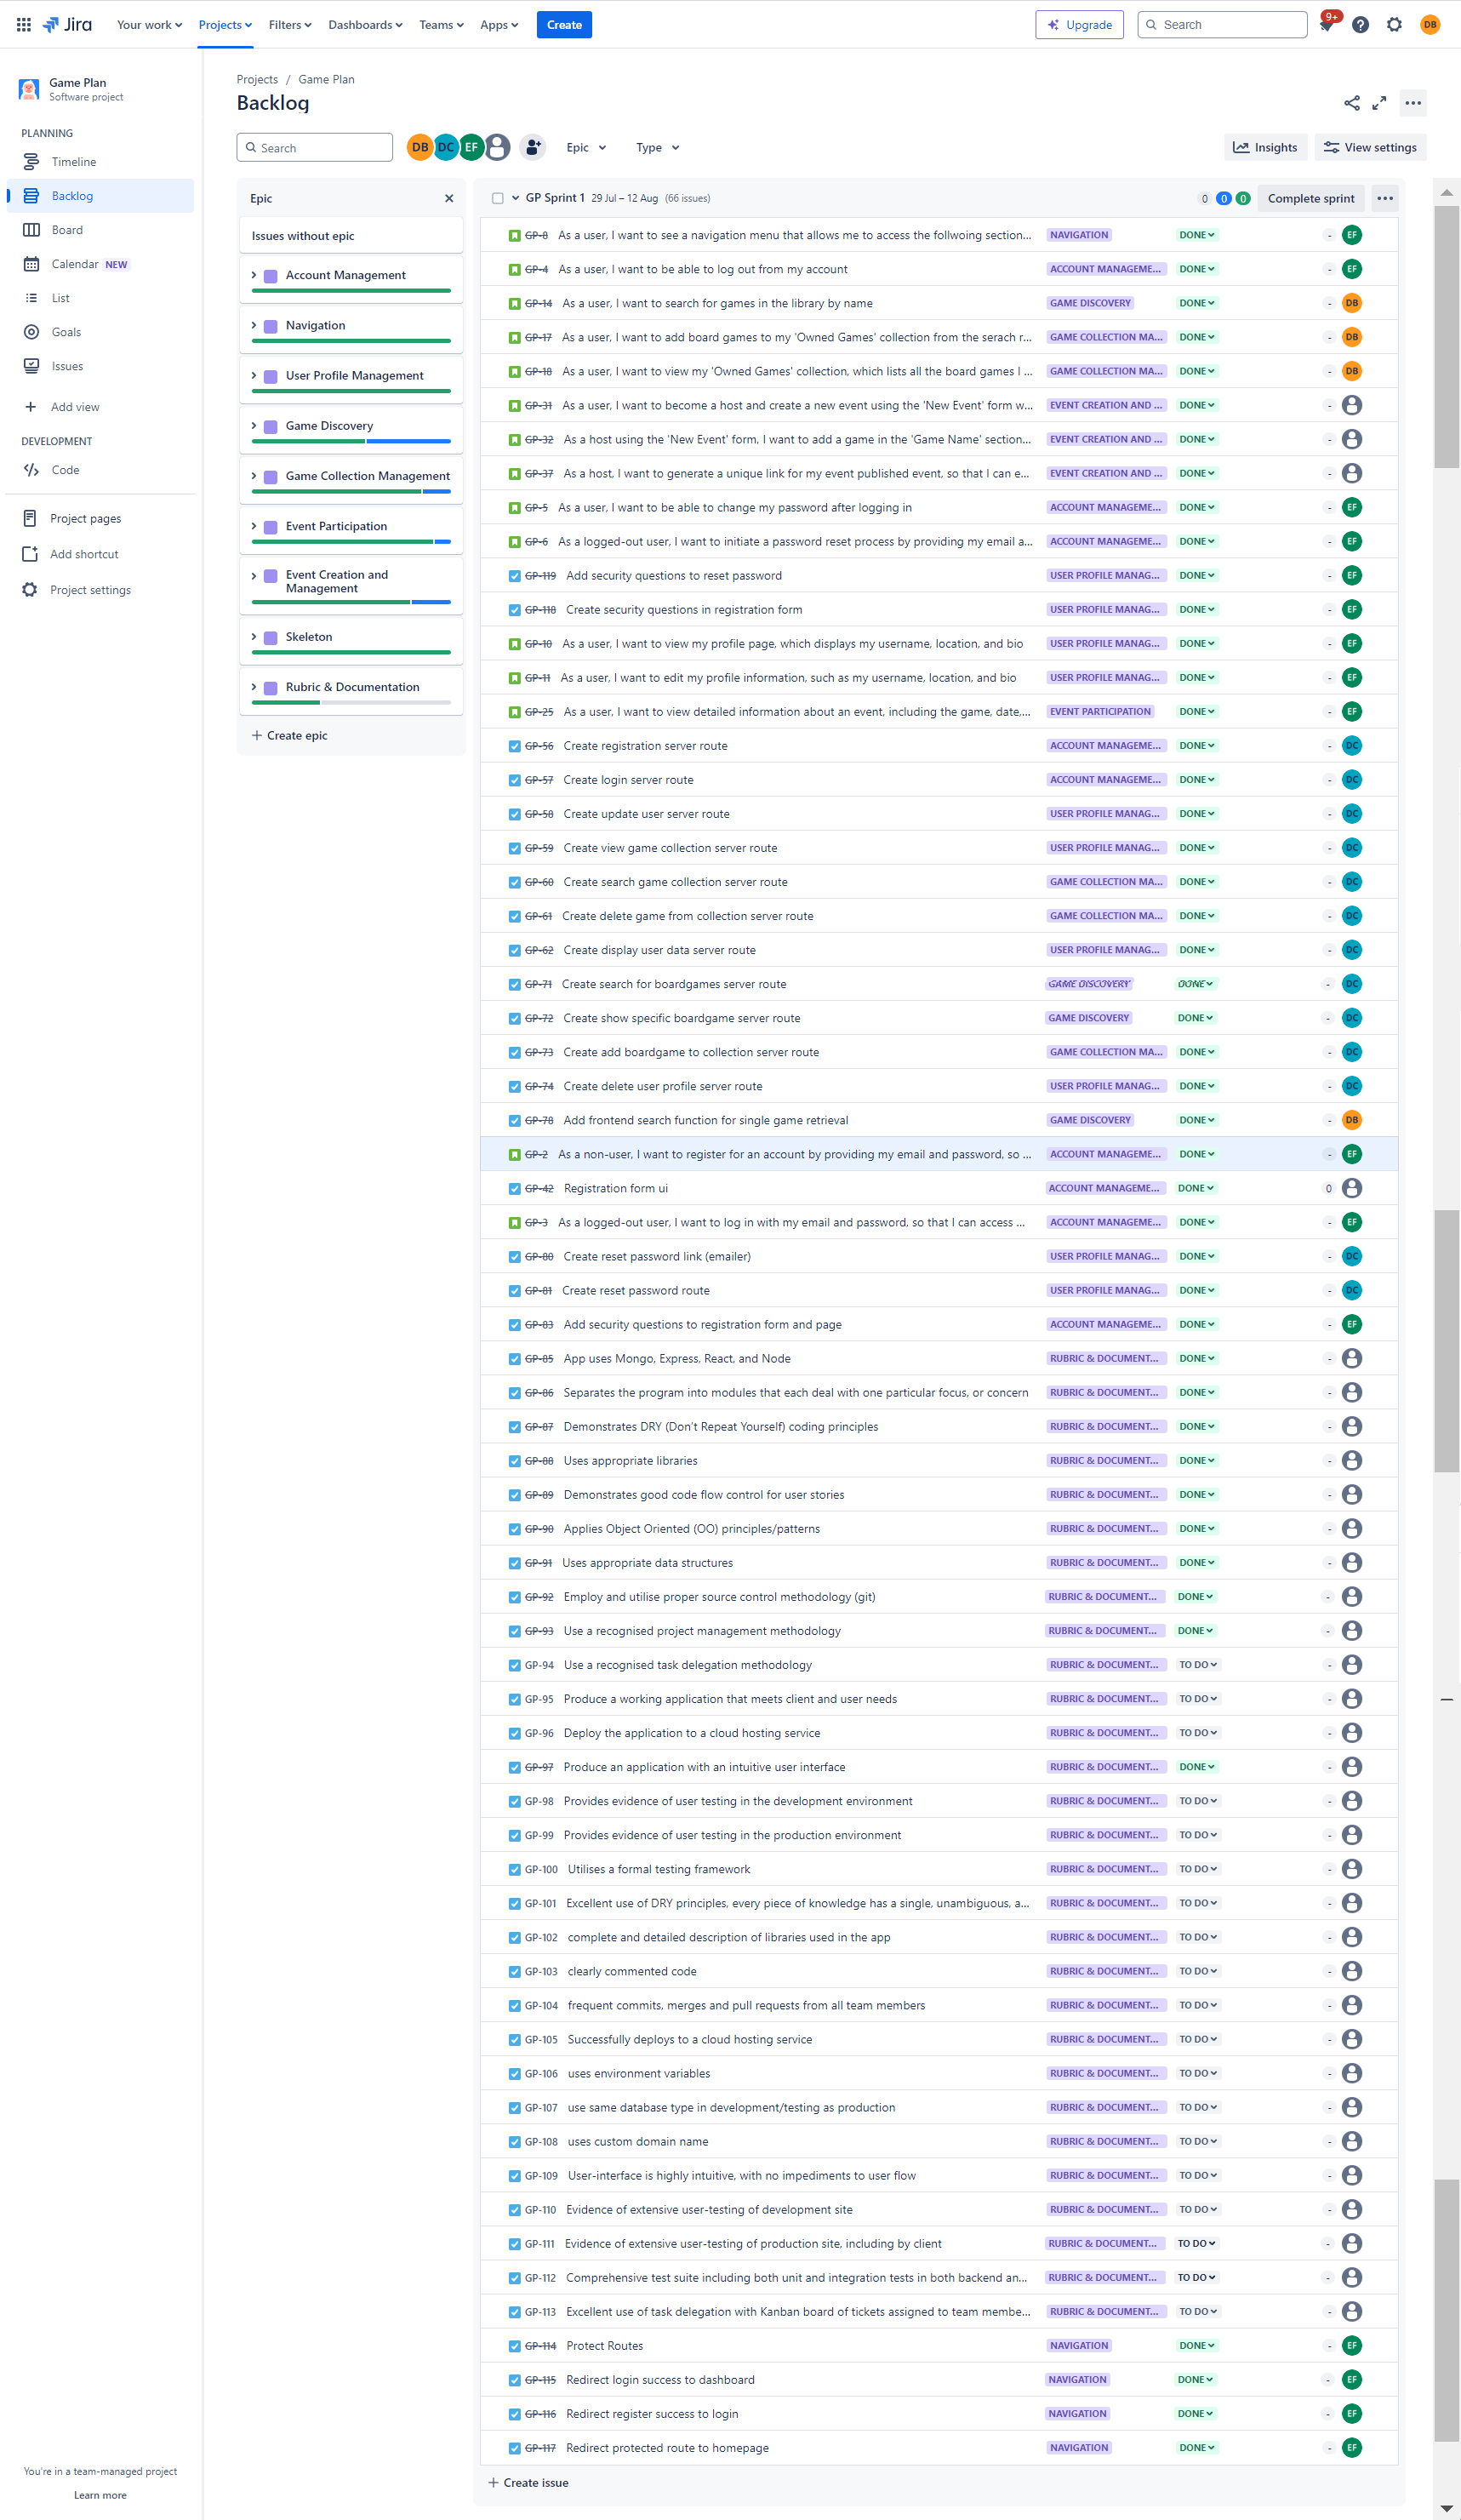 Jira
Your work
Projects
Filters
Dashboards
Teams
Apps
Create
Upgrade
Search
9+
DB
Game Plan
Software project
PLANNING
Timeline
Backlog
Board
Calendar NEW
List
Goals
Issues
Add view
DEVELOPMENT
Code
Project pages
Add shortcut
Project settings
You're in a team-managed project
Learn more
Projects / Game Plan
Backlog
Search
DB DC EF
Epic
Type
Insights
View settings
Epic
Issues without epic
Account Management
Navigation
User Profile Management
Game Discovery
Game Collection Management
Event Participation
Event Creation and
Management
Skeleton
Rubric & Documentation
+ Create epic
GP Sprint 1 29 Jul – 12 Aug (66 issues) 0 0 0 Complete sprint
GP-8 As a user, I want to see a navigation menu that allows me to access the follwoing section... NAVIGATION DONE - EF
GP-4 As a user, I want to be able to log out from my account ACCOUNT MANAGEME... DONE - EF
GP-14 As a user, I want to search for games in the library by name GAME DISCOVERY DONE - DB
GP-17 As a user, I want to add board games to my 'Owned Games' collection from the serach r... GAME COLLECTION MA... DONE - DB
GP-18 As a user, I want to view my 'Owned Games' collection, which lists all the board games I ... GAME COLLECTION MA... DONE - DB
GP-31 As a user, I want to become a host and create a new event using the 'New Event' form w... EVENT CREATION AND ... DONE -
GP-32 As a host using the 'New Event' form, I want to add a game in the 'Game Name' section... EVENT CREATION AND ... DONE -
GP-37 As a host, I want to generate a unique link for my event published event, so that I can e... EVENT CREATION AND ... DONE -
GP-5 As a user, I want to be able to change my password after logging in ACCOUNT MANAGEME... DONE - EF
GP-6 As a logged-out user, I want to initiate a password reset process by providing my email a... ACCOUNT MANAGEME... DONE - EF
GP-119 Add security questions to reset password USER PROFILE MANAG... DONE - EF
GP-118 Create security questions in registration form USER PROFILE MANAG... DONE - EF
GP-10 As a user, I want to view my profile page, which displays my username, location, and bio USER PROFILE MANAG... DONE - EF
GP-11 As a user, I want to edit my profile information, such as my username, location, and bio USER PROFILE MANAG... DONE - EF
GP-25 As a user, I want to view detailed information about an event, including the game, date,... EVENT PARTICIPATION DONE - EF
GP-56 Create registration server route ACCOUNT MANAGEME... DONE - DC
GP-57 Create login server route ACCOUNT MANAGEME... DONE - DC
GP-58 Create update user server route USER PROFILE MANAG... DONE - DC
GP-59 Create view game collection server route USER PROFILE MANAG... DONE - DC
GP-60 Create search game collection server route GAME COLLECTION MA... DONE - DC
GP-61 Create delete game from collection server route GAME COLLECTION MA... DONE - DC
GP-62 Create display user data server route USER PROFILE MANAG... DONE - DC
GP-71 Create search for boardgames server route GAME DISCOVERY DONE - DC
GP-72 Create show specific boardgame server route GAME DISCOVERY DONE - DC
GP-73 Create add boardgame to collection server route GAME COLLECTION MA... DONE - DC
GP-74 Create delete user profile server route USER PROFILE MANAG... DONE - DC
GP-78 Add frontend search function for single game retrieval GAME DISCOVERY DONE - DB
GP-2 As a non-user, I want to register for an account by providing my email and password, so ... ACCOUNT MANAGEME... DONE - EF
GP-42 Registration form ui ACCOUNT MANAGEME... DONE 0
GP-3 As a logged-out user, I want to log in with my email and password, so that I can access ... ACCOUNT MANAGEME... DONE - EF
GP-80 Create reset password link (emailer) USER PROFILE MANAG... DONE - DC
GP-81 Create reset password route USER PROFILE MANAG... DONE - DC
GP-83 Add security questions to registration form and page ACCOUNT MANAGEME... DONE - EF
GP-85 App uses Mongo, Express, React, and Node RUBRIC & DOCUMENT... DONE -
GP-86 Separates the program into modules that each deal with one particular focus, or concern RUBRIC & DOCUMENT... DONE -
GP-87 Demonstrates DRY (Don't Repeat Yourself) coding principles RUBRIC & DOCUMENT... DONE -
GP-88 Uses appropriate libraries RUBRIC & DOCUMENT... DONE -
GP-89 Demonstrates good code flow control for user stories RUBRIC & DOCUMENT... DONE -
GP-90 Applies Object Oriented (OO) principles/patterns RUBRIC & DOCUMENT... DONE -
GP-91 Uses appropriate data structures RUBRIC & DOCUMENT... DONE -
GP-92 Employ and utilise proper source control methodology (git) RUBRIC & DOCUMENT... DONE -
GP-93 Use a recognised project management methodology RUBRIC & DOCUMENT... DONE -
GP-94 Use a recognised task delegation methodology RUBRIC & DOCUMENT... TO DO -
GP-95 Produce a working application that meets client and user needs RUBRIC & DOCUMENT... TO DO -
GP-96 Deploy the application to a cloud hosting service RUBRIC & DOCUMENT... TO DO -
GP-97 Produce an application with an intuitive user interface RUBRIC & DOCUMENT... DONE -
GP-98 Provides evidence of user testing in the development environment RUBRIC & DOCUMENT... TO DO -
GP-99 Provides evidence of user testing in the production environment RUBRIC & DOCUMENT... TO DO -
GP-100 Utilises a formal testing framework RUBRIC & DOCUMENT... TO DO -
GP-101 Excellent use of DRY principles, every piece of knowledge has a single, unambiguous, a... RUBRIC & DOCUMENT... TO DO -
GP-102 complete and detailed description of libraries used in the app RUBRIC & DOCUMENT... TO DO -
GP-103 clearly commented code RUBRIC & DOCUMENT... TO DO -
GP-104 frequent commits, merges and pull requests from all team members RUBRIC & DOCUMENT... TO DO -
GP-105 Successfully deploys to a cloud hosting service RUBRIC & DOCUMENT... TO DO -
GP-106 uses environment variables RUBRIC & DOCUMENT... TO DO -
GP-107 use same database type in development/testing as production RUBRIC & DOCUMENT... TO DO -
GP-108 uses custom domain name RUBRIC & DOCUMENT... TO DO -
GP-109 User-interface is highly intuitive, with no impediments to user flow RUBRIC & DOCUMENT... TO DO -
GP-110 Evidence of extensive user-testing of development site RUBRIC & DOCUMENT... TO DO -
GP-111 Evidence of extensive user-testing of production site, including by client RUBRIC & DOCUMENT... TO DO -
GP-112 Comprehensive test suite including both unit and integration tests in both backend an... RUBRIC & DOCUMENT... TO DO -
GP-113 Excellent use of task delegation with Kanban board of tickets assigned to team membe... RUBRIC & DOCUMENT... TO DO -
GP-114 Protect Routes NAVIGATION DONE - EF
GP-115 Redirect login success to dashboard NAVIGATION DONE - EF
GP-116 Redirect register success to login NAVIGATION DONE - EF
GP-117 Redirect protected route to homepage NAVIGATION DONE - EF
+ Create issue